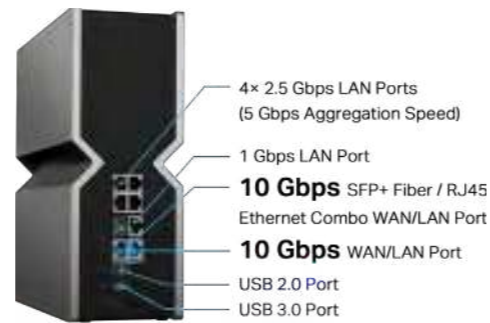 4× 2.5 Gbps LAN Ports
(5 Gbps Aggregation Speed)
1 Gbps LAN Port
10 Gbps SFP+ Fiber / RJ45
Ethernet Combo WAN/LAN Port
10 Gbps WAN/LAN Port
USB 2.0 Port
USB 3.0 Port